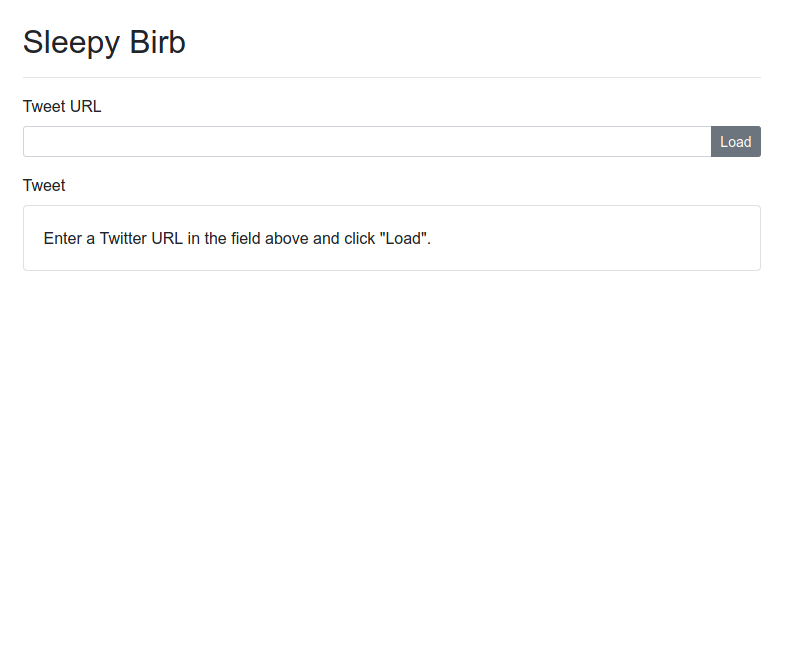 Sleepy Birb
Tweet URL
Load
Tweet
Enter a Twitter URL in the field above and click "Load".